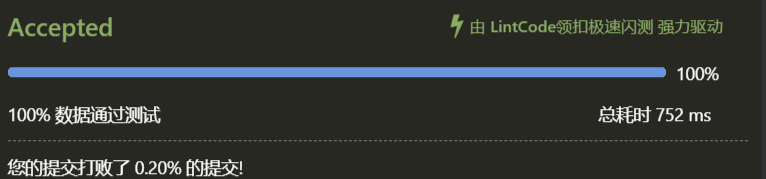 Accepted
由 LintCode领扣极速闪测 强力驱动
100%
100% 数据通过测试
总耗时 752 ms
您的提交打败了 0.20% 的提交!